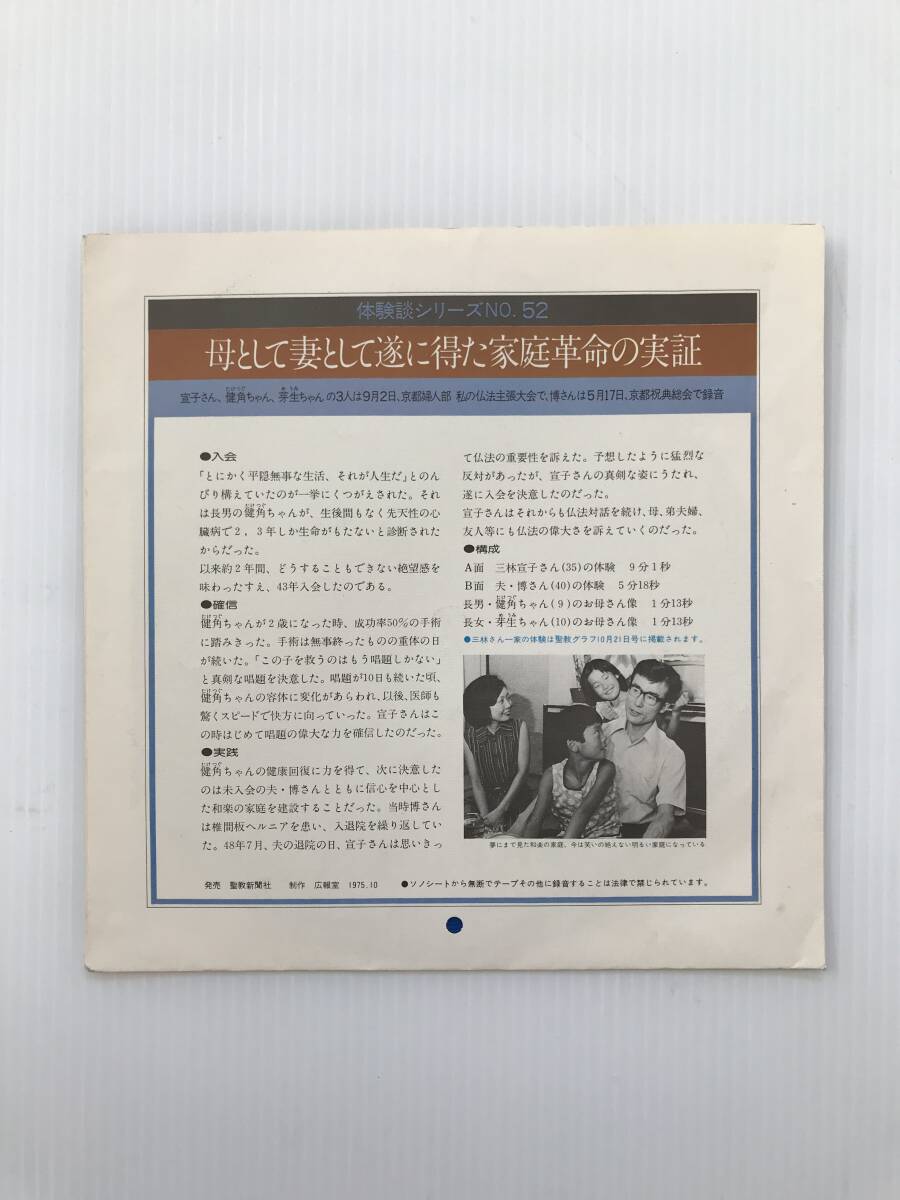 体験談シリーズNO. 52
母として妻として遂に得た家庭革命の実証
宣子さん、健角ちゃん、芽生ちゃんの3人は9月2日、京都婦人部 私の仏法主張大会で、博さんは5月17日、京都祝典総会で録音
●入会
「とにかく平隠無事な生活、それが人生だ」とのん
びり構えていたのが一挙にくつがえされた。それ
は長男の健角ちゃんが、生後間もなく先天性の心
臓病で2，3年しか生命がもたないと診断された
からだった。
以来約2年間、どうすることもできない絶望感を
味わったすえ、43年入会したのである。
●確信
健角ちゃんが2歳になった時、成功率50%の手術
に踏みきった。手術は無事終ったものの重体の日
が続いた。「この子を救うのはもう唱題しかない」
と真剣な唱題を決意した。唱題が10日も続いた頃、
健角ちゃんの容体に変化があらわれ、以後、医師も
驚くスピードで快方に向っていった。宣子さんはこ
の時はじめて唱題の偉大な力を確信したのだった。
●実践
健角ちゃんの健康回復に力を得て、次に決意した
のは未入会の夫・博さんとともに信心を中心とし
た和楽の家庭を建設することだった。当時博さん
は椎間板ヘルニアを患い、入退院を繰り返してい
た。48年7月、夫の退院の日、宣子さんは思いきっ
て仏法の重要性を訴えた。予想したように猛烈な
反対があったが、宣子さんの真剣な姿にうたれ、
遂に入会を決意したのだった。
宣子さんはそれからも仏法対話を続け、母、弟夫婦、
友人等にも仏法の偉大さを訴えていくのだった。
●構成
A面 三林宣子さん(35)の体験 9分1秒
B面 夫・博さん(40)の体験 5分18秒
長男・健角ちゃん(9)のお母さん像 1分13秒
長女・芽生ちゃん(10)のお母さん像 1分13秒
●三林さん一家の体験は聖教グラフ10月21日号に掲載されます。
夢にまで見た和楽の家庭。今は笑いの絶えない明るい家庭になっている
発売 聖教新聞社 制作 広報室 1975.10 ●ソノシートから無断でテープその他に録音することは法律で禁じられています。